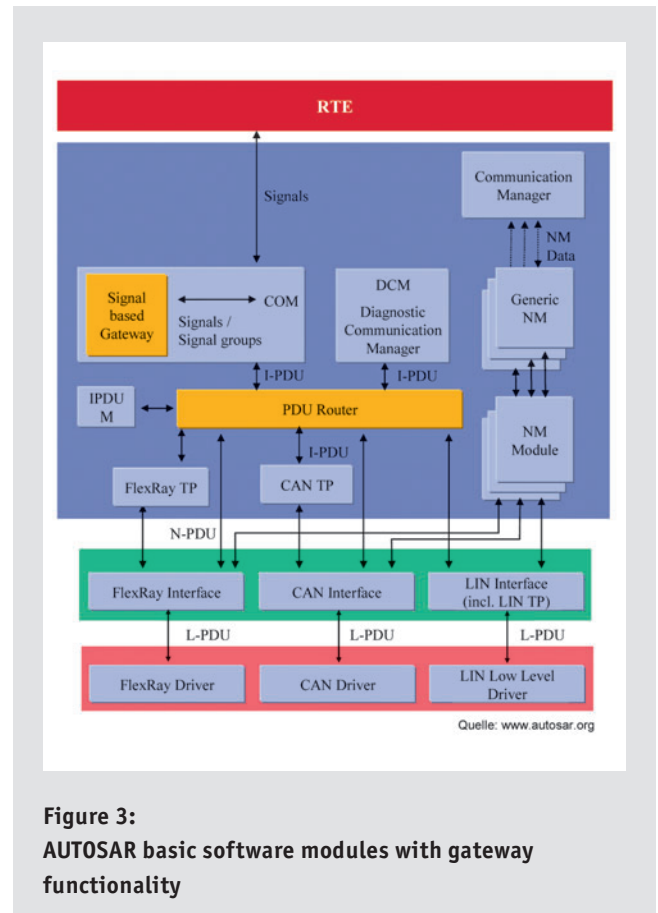 RTE
Communication
Manager
Signals
NM
Data
Signal
based
Gateway
COM
Signals /
Signal groups
DCM
Diagnostic
Communication
Manager
Generic
NM
I-PDU
I-PDU
IPDU
M
PDU Router
NM
Module
I-PDU
FlexRay TP
CAN TP
N-PDU
FlexRay Interface
CAN Interface
LIN Interface
(incl. LIN TP)
L-PDU
L-PDU
L-PDU
FlexRay Driver
CAN Driver
LIN Low Level
Driver
Quelle: www.autosar.org
Figure 3:
AUTOSAR basic software modules with gateway
functionality